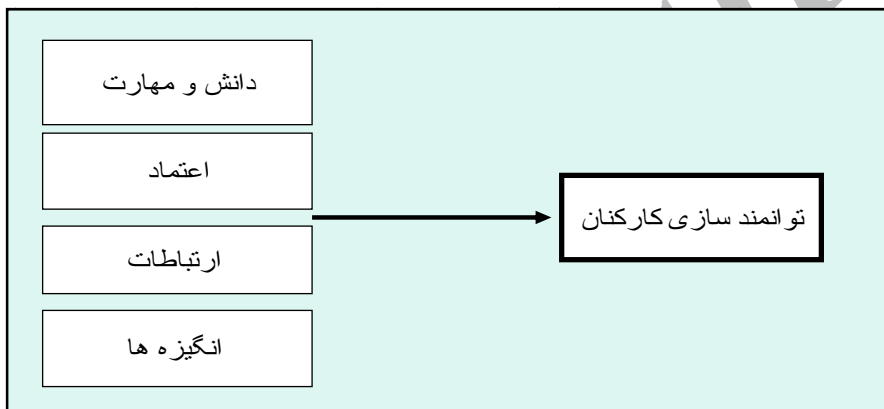 دانش و مهارت
اعتماد
ارتباطات
انگیزه ها
توانمند سازی کارکنان